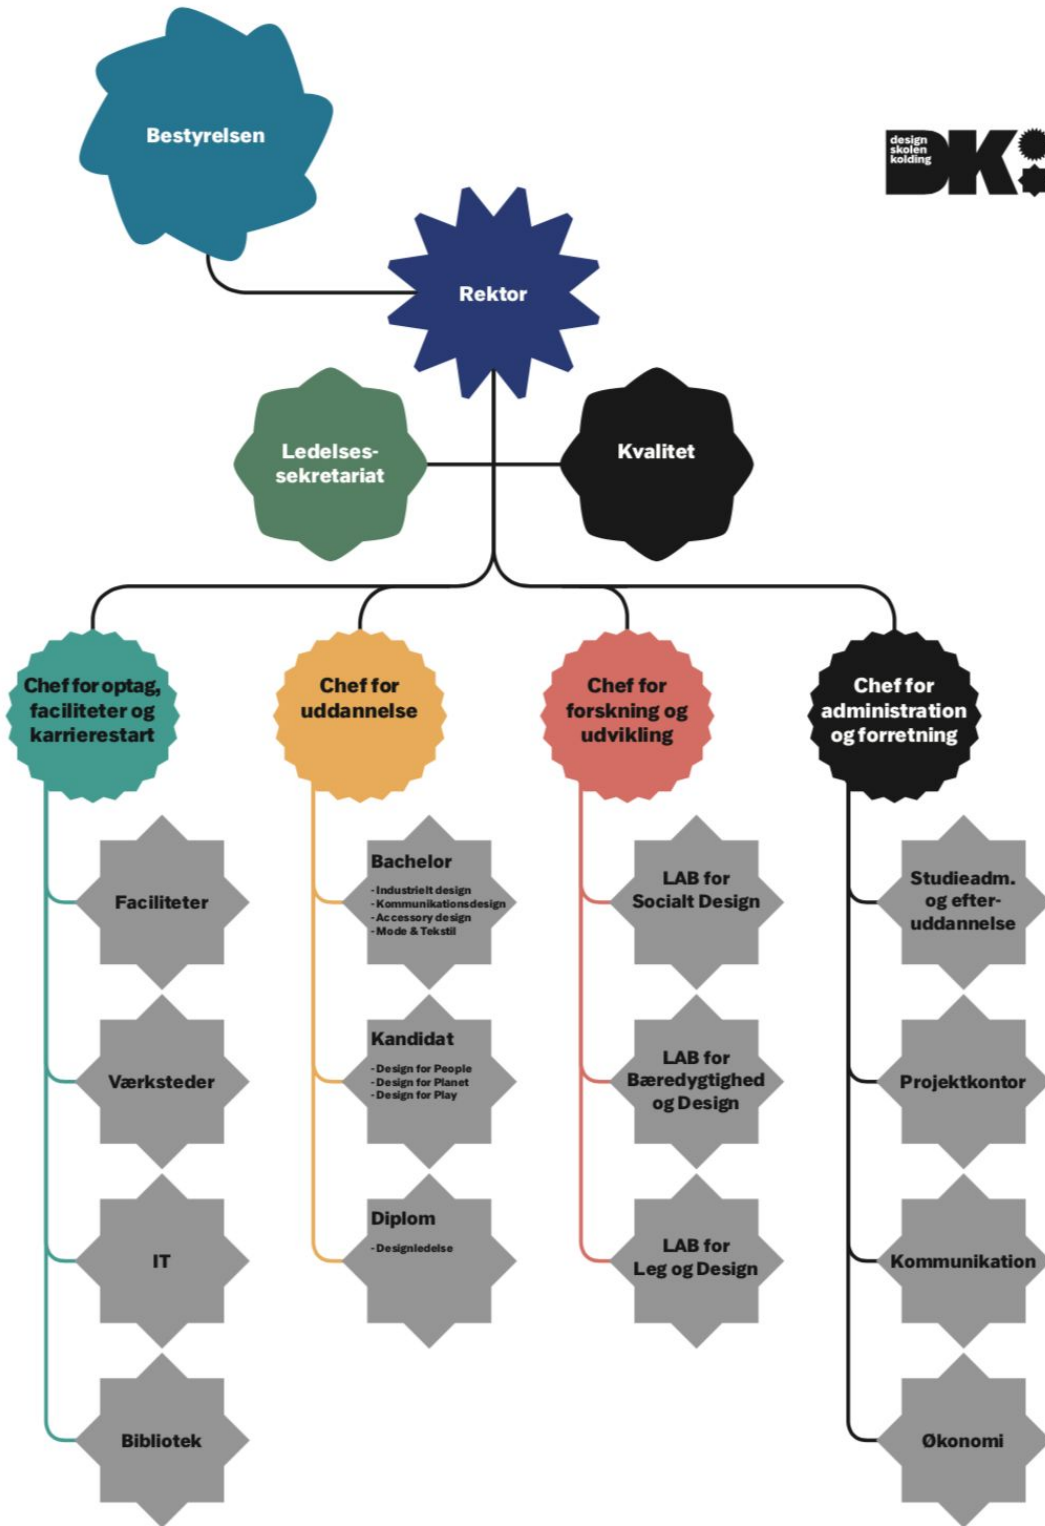 Bestyrelsen
design
skolen
kolding
DK:
Rektor
Ledelses-
sekretariat
Kvalitet
Chef for optag,
faciliteter og
karrierestart
Chef for
uddannelse
Chef for
forskning og
udvikling
Chef for
administration
og forretning
Faciliteter
Værksteder
IT
Bibliotek
Bachelor
- Industrielt design
- Kommunikationsdesign
- Accessory design
- Mode & Tekstil
Kandidat
- Design for People
- Design for Planet
- Design for Play
Diplom
- Designledelse
LAB for
Socialt Design
LAB for
Bæredygtighed
og Design
LAB for
Leg og Design
Studieadm.
og efter-
uddannelse
Projektkontor
Kommunikation
Økonomi